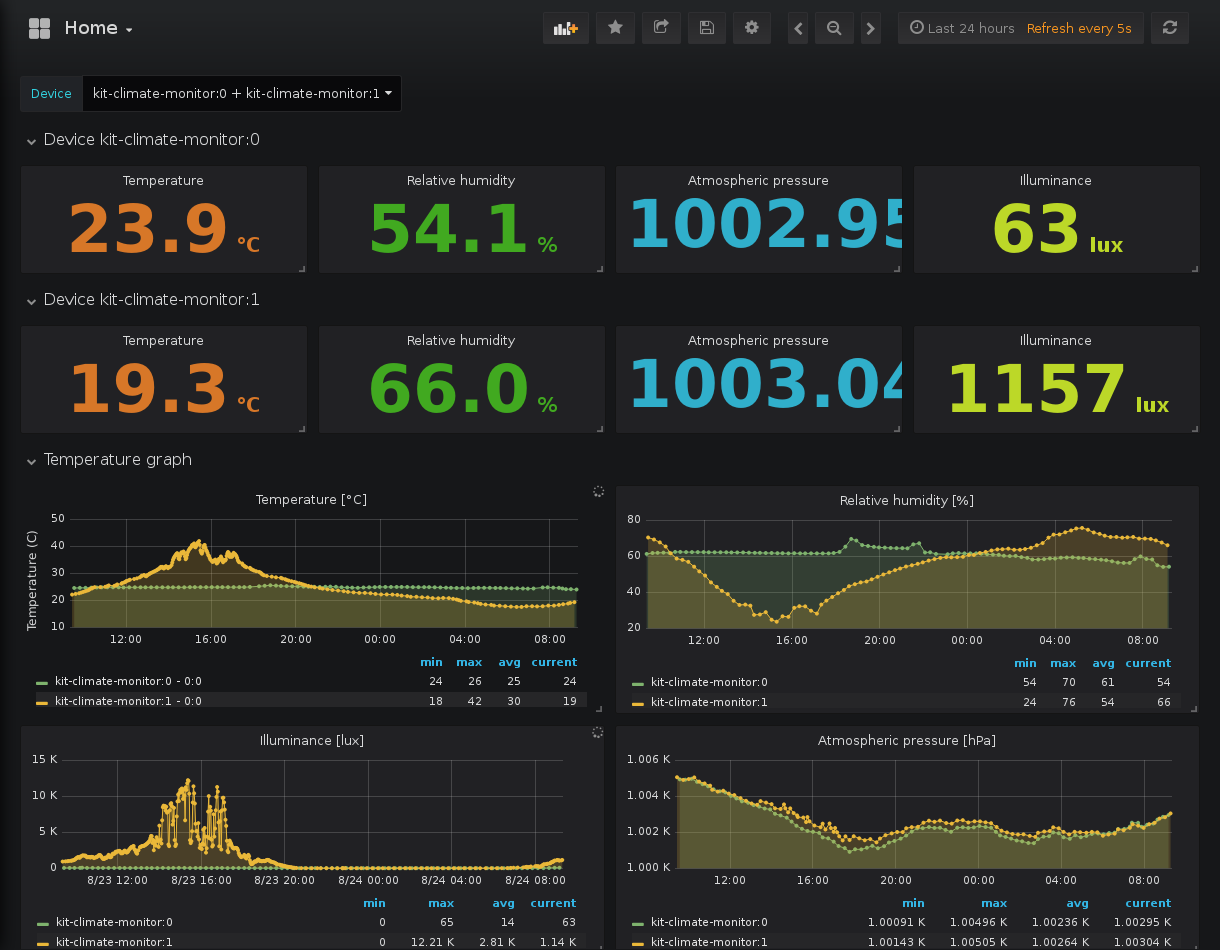 Home
Last 24 hours Refresh every 5s
Device kit-climate-monitor:0 + kit-climate-monitor:1
Device kit-climate-monitor:0
Temperature Relative humidity Atmospheric pressure Illuminance
23.9 °C 54.1 % 1002.95 63 lux
Device kit-climate-monitor:1
Temperature Relative humidity Atmospheric pressure Illuminance
19.3 °C 66.0 % 1003.04 1157 lux
Temperature graph
Temperature [°C]
Temperature (C)
50
40
30
20
10
12:00 16:00 20:00 00:00 04:00 08:00
min max avg current
kit-climate-monitor:0 - 0:0 24 26 25 24
kit-climate-monitor:1 - 0:0 18 42 30 19
Relative humidity [%]
80
60
40
20
12:00 16:00 20:00 00:00 04:00 08:00
min max avg current
kit-climate-monitor:0 54 70 61 54
kit-climate-monitor:1 24 76 54 66
Illuminance [lux]
15 K
10 K
5 K
0
8/23 12:00 8/23 16:00 8/23 20:00 8/24 00:00 8/24 04:00 8/24 08:00
min max avg current
kit-climate-monitor:0 0 65 14 63
kit-climate-monitor:1 0 12.21 K 2.81 K 1.14 K
Atmospheric pressure [hPa]
1.006 K
1.004 K
1.002 K
1.000 K
12:00 16:00 20:00 00:00 04:00 08:00
min max avg current
kit-climate-monitor:0 1.00091 K 1.00496 K 1.00236 K 1.00295 K
kit-climate-monitor:1 1.00143 K 1.00505 K 1.00264 K 1.00304 K